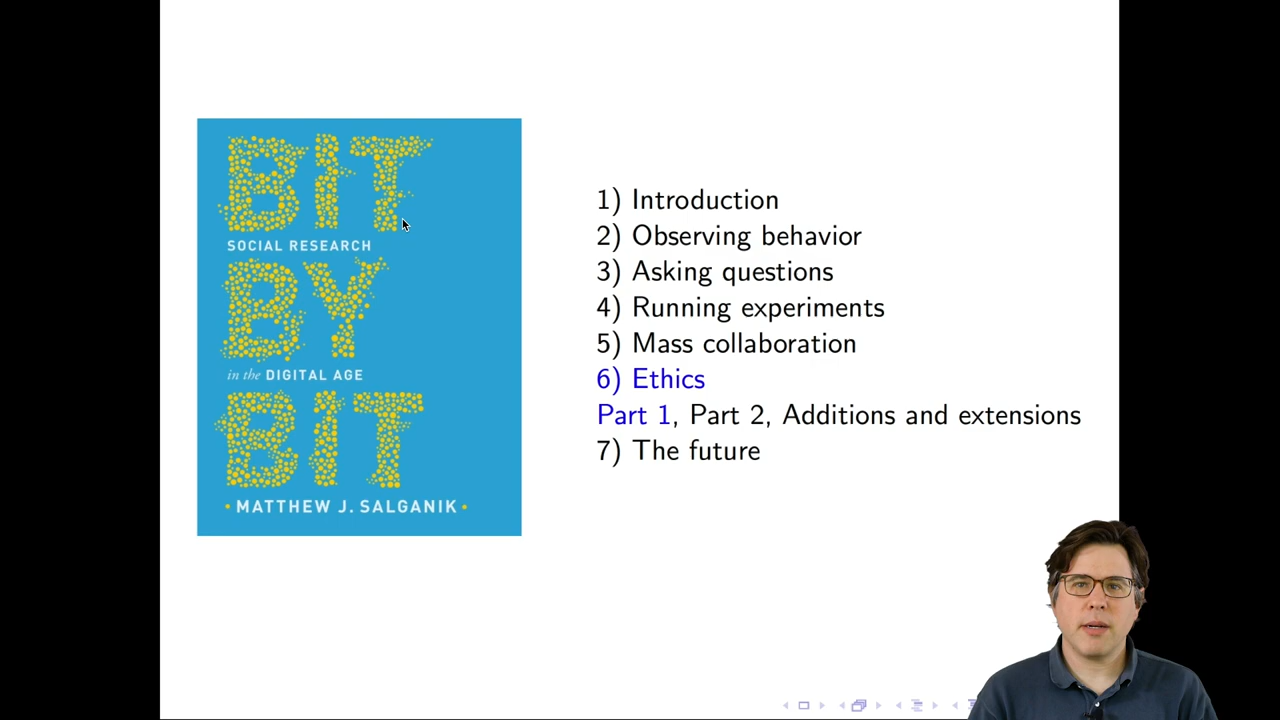 BIT
SOCIAL RESEARCH
BY
in the DIGITAL AGE
BIT
• MATTHEW J. SALGANIK •
1) Introduction
2) Observing behavior
3) Asking questions
4) Running experiments
5) Mass collaboration
6) Ethics
Part 1, Part 2, Additions and extensions
7) The future